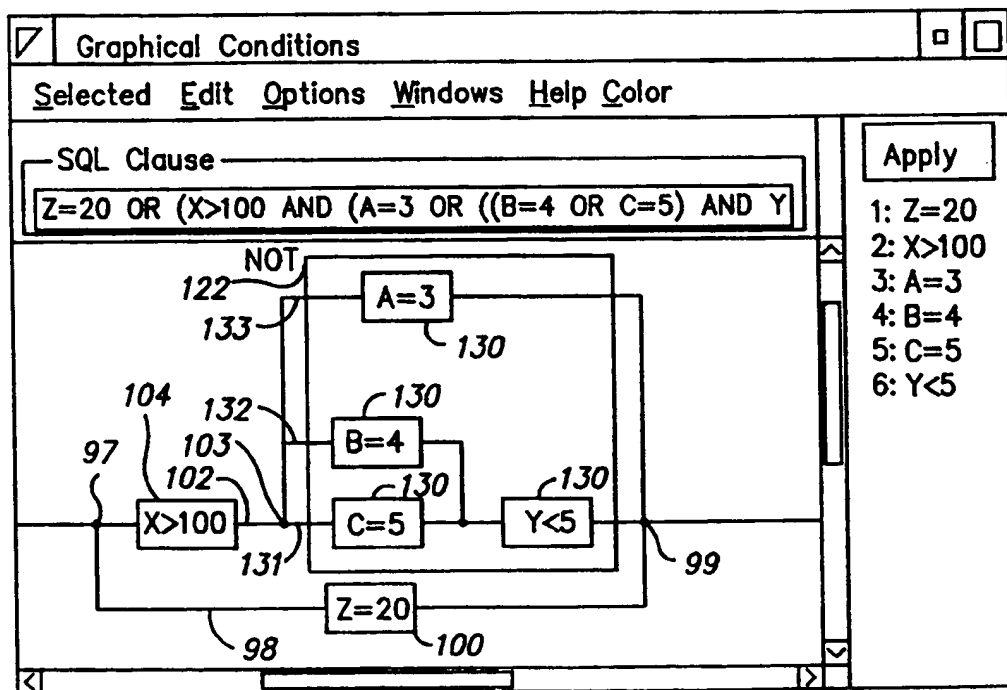 Graphical Conditions
Selected Edit Options Windows Help Color
SQL Clause
Z=20 OR (X>100 AND (A=3 OR ((B=4 OR C=5) AND Y
Apply
1: Z=20
2: X>100
3: A=3
4: B=4
5: C=5
6: Y<5
NOT
122
A=3
133
130
104
132
130
103
B=4
97
102
130
130
X>100
C=5
Y<5
131
99
Z=20
98
100